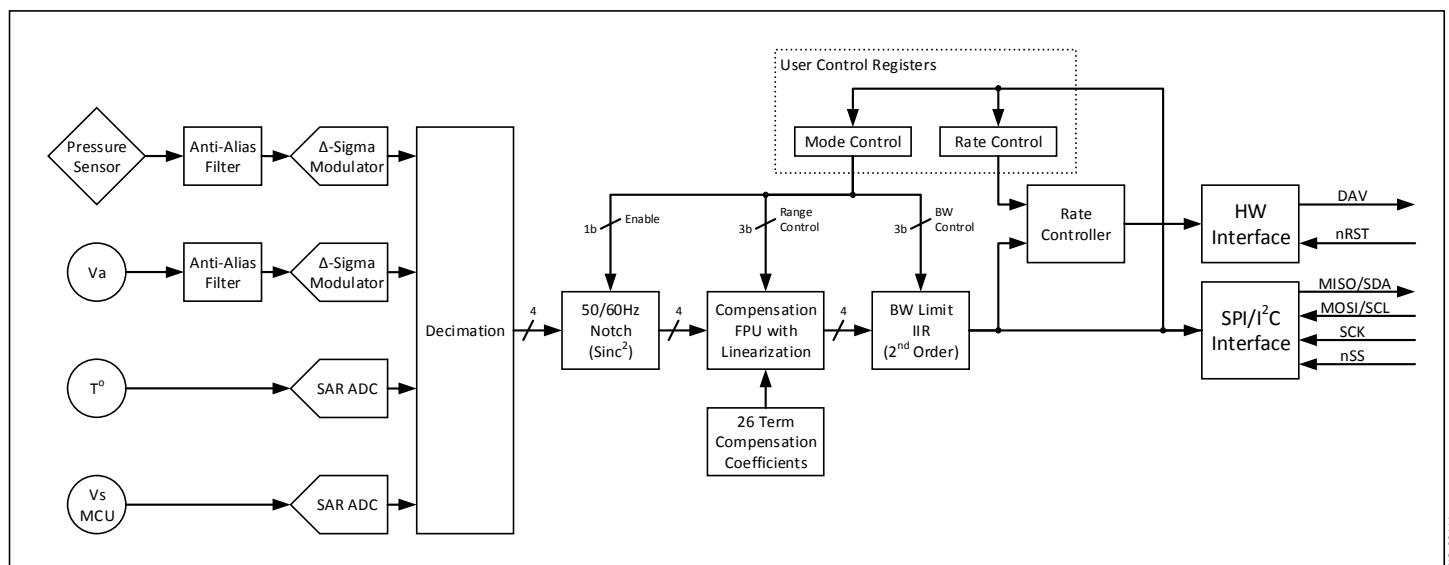 User Control Registers
Mode Control
Rate Control
Pressure
Sensor
Anti-Alias
Filter
Δ-Sigma
Modulator
Va
Anti-Alias
Filter
Δ-Sigma
Modulator
T⁰
SAR ADC
Vs
MCU
SAR ADC
Decimation
4
1b
Enable
50/60Hz
Notch
(Sinc²)
4
3b
Range
Control
Compensation
FPU with
Linearization
26 Term
Compensation
Coefficients
4
3b
BW
Control
BW Limit
IIR
(2ⁿᵈ Order)
Rate
Controller
HW
Interface
DAV
nRST
SPI/I²C
Interface
MISO/SDA
MOSI/SCL
SCK
nSS